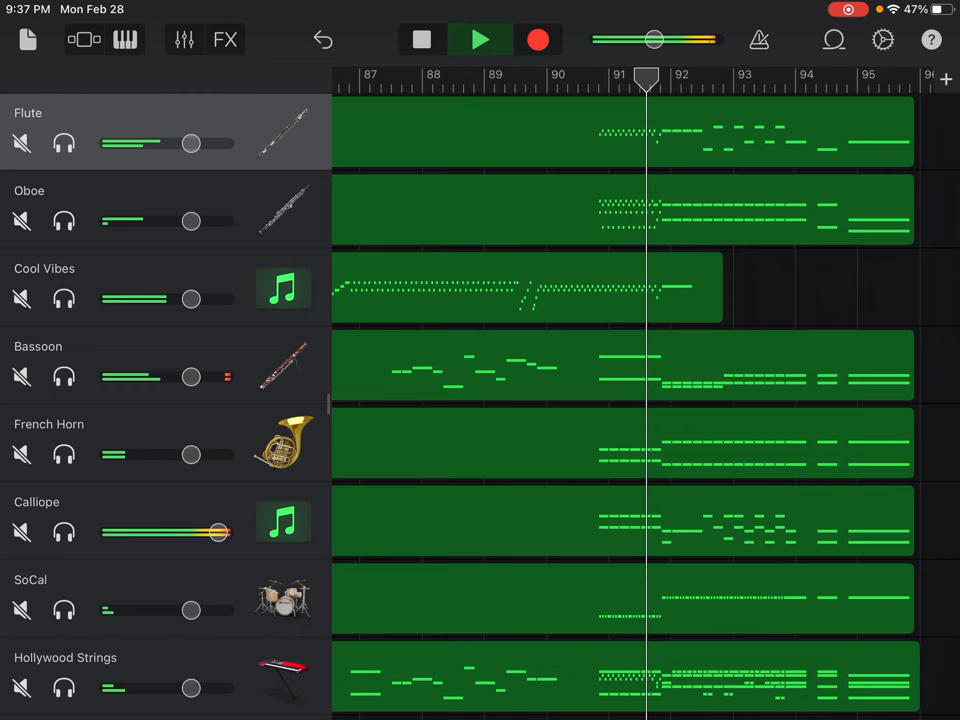 9:37 PM Mon Feb 28 47%
FX ?
87 88 89 90 91 92 93 94 95 +
Flute
Oboe
Cool Vibes
Bassoon
French Horn
Calliope
SoCal
Hollywood Strings